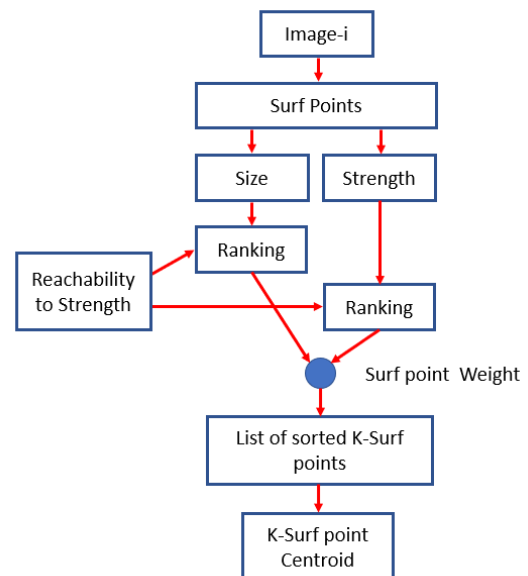 Image-i
Surf Points
Size
Strength
Ranking
Reachability
to Strength
Ranking
Surf point Weight
List of sorted K-Surf
points
K-Surf point
Centroid